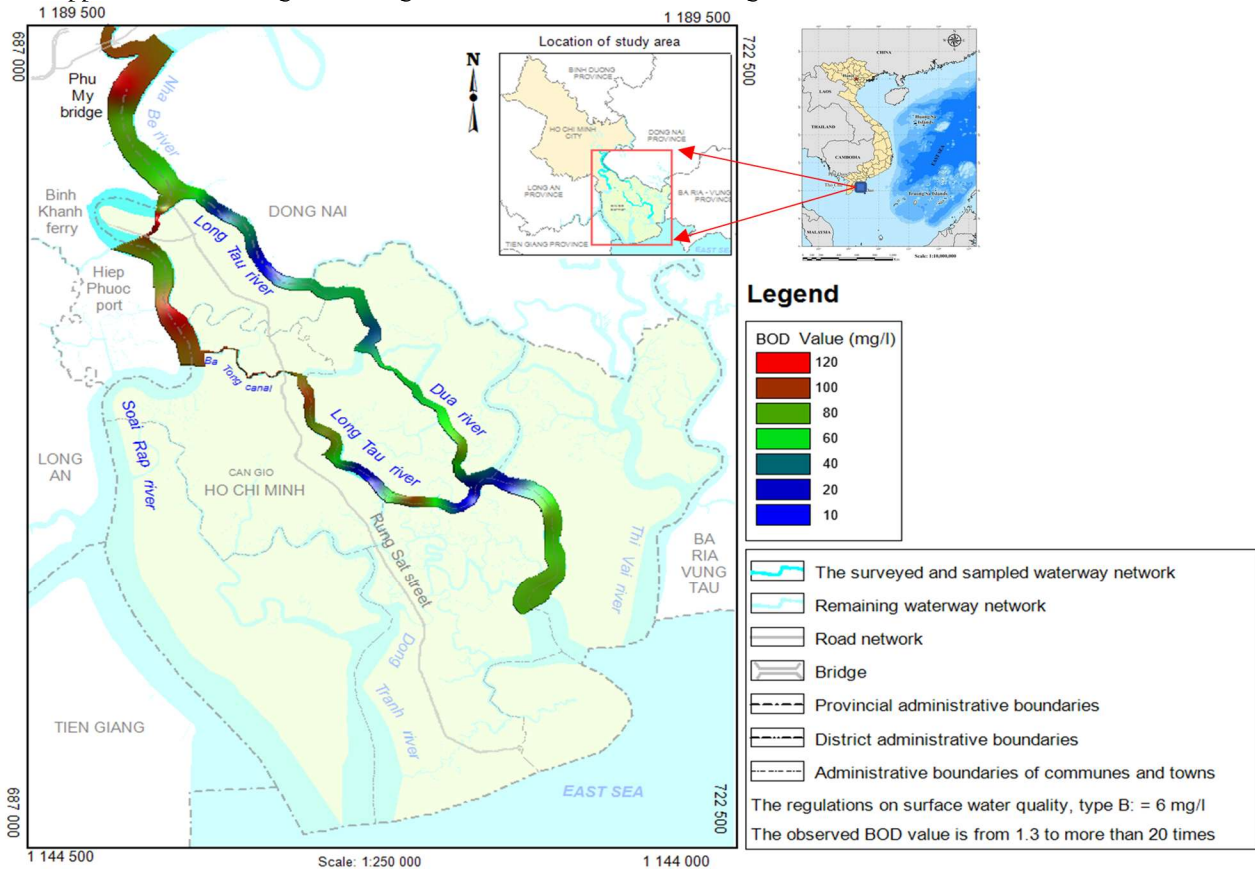 1 189 500
1 189 500
687 000
722 500
Phu
My
bridge
Nha Be river
N
Location of study area
BINH DUONG
PROVINCE
HO CHI MINH
CITY
DONG NAI
PROVINCE
LONG AN
PROVINCE
BA RIA - VUNG
PROVINCE
TIEN GIANG PROVINCE
EAST SE
CHINA
LAOS
THAILAND
CAMBODIA
MALAYSIA
Scale: 1:10,000,000
Binh
Khanh
ferry
DONG NAI
Long Tau river
Hiep
Phuoc
port
Ba Tong canal
Dua river
Soai Rap river
Long Tau river
LONG
AN
CAN GIO
HO CHI MINH
Rung Sat street
Thi Vai river
BA
RIA
VUNG
TAU
Dong
Tranh river
TIEN GIANG
EAST SEA
687 000
722 500
1 144 500
Scale: 1:250 000
1 144 000
Legend
BOD Value (mg/l)
120
100
80
60
40
20
10
The surveyed and sampled waterway network
Remaining waterway network
Road network
Bridge
Provincial administrative boundaries
District administrative boundaries
Administrative boundaries of communes and towns
The regulations on surface water quality, type B: = 6 mg/l
The observed BOD value is from 1.3 to more than 20 times